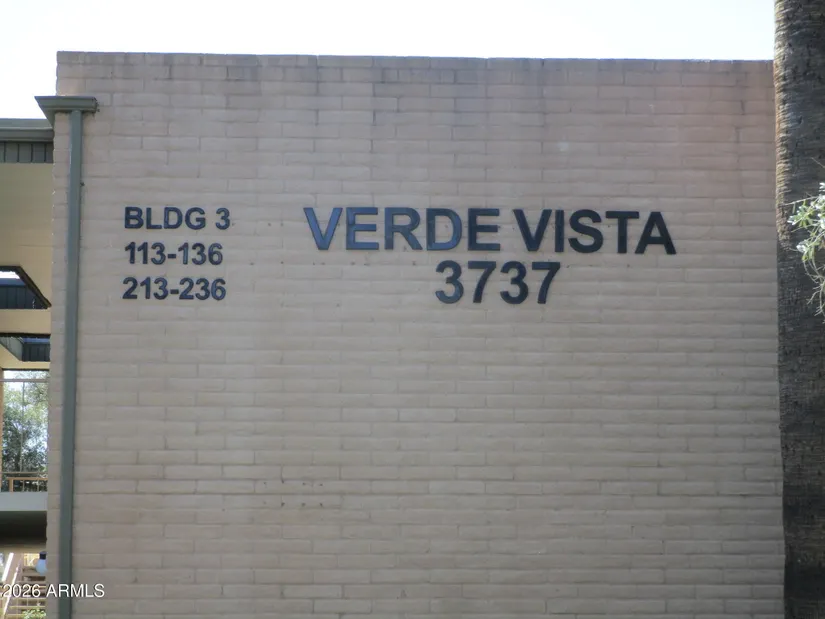 BLDG 3
113-136
213-236
VERDE VISTA
3737
2026 ARMLS